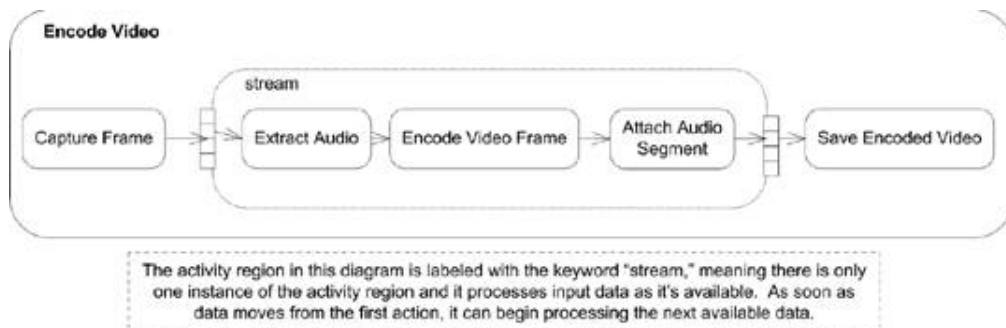 Encode Video
stream
Capture Frame
Extract Audio
Encode Video Frame
Attach Audio
Segment
Save Encoded Video
The activity region in this diagram is labeled with the keyword "stream," meaning there is only
one instance of the activity region and it processes input data as it's available. As soon as
data moves from the first action, it can begin processing the next available data.